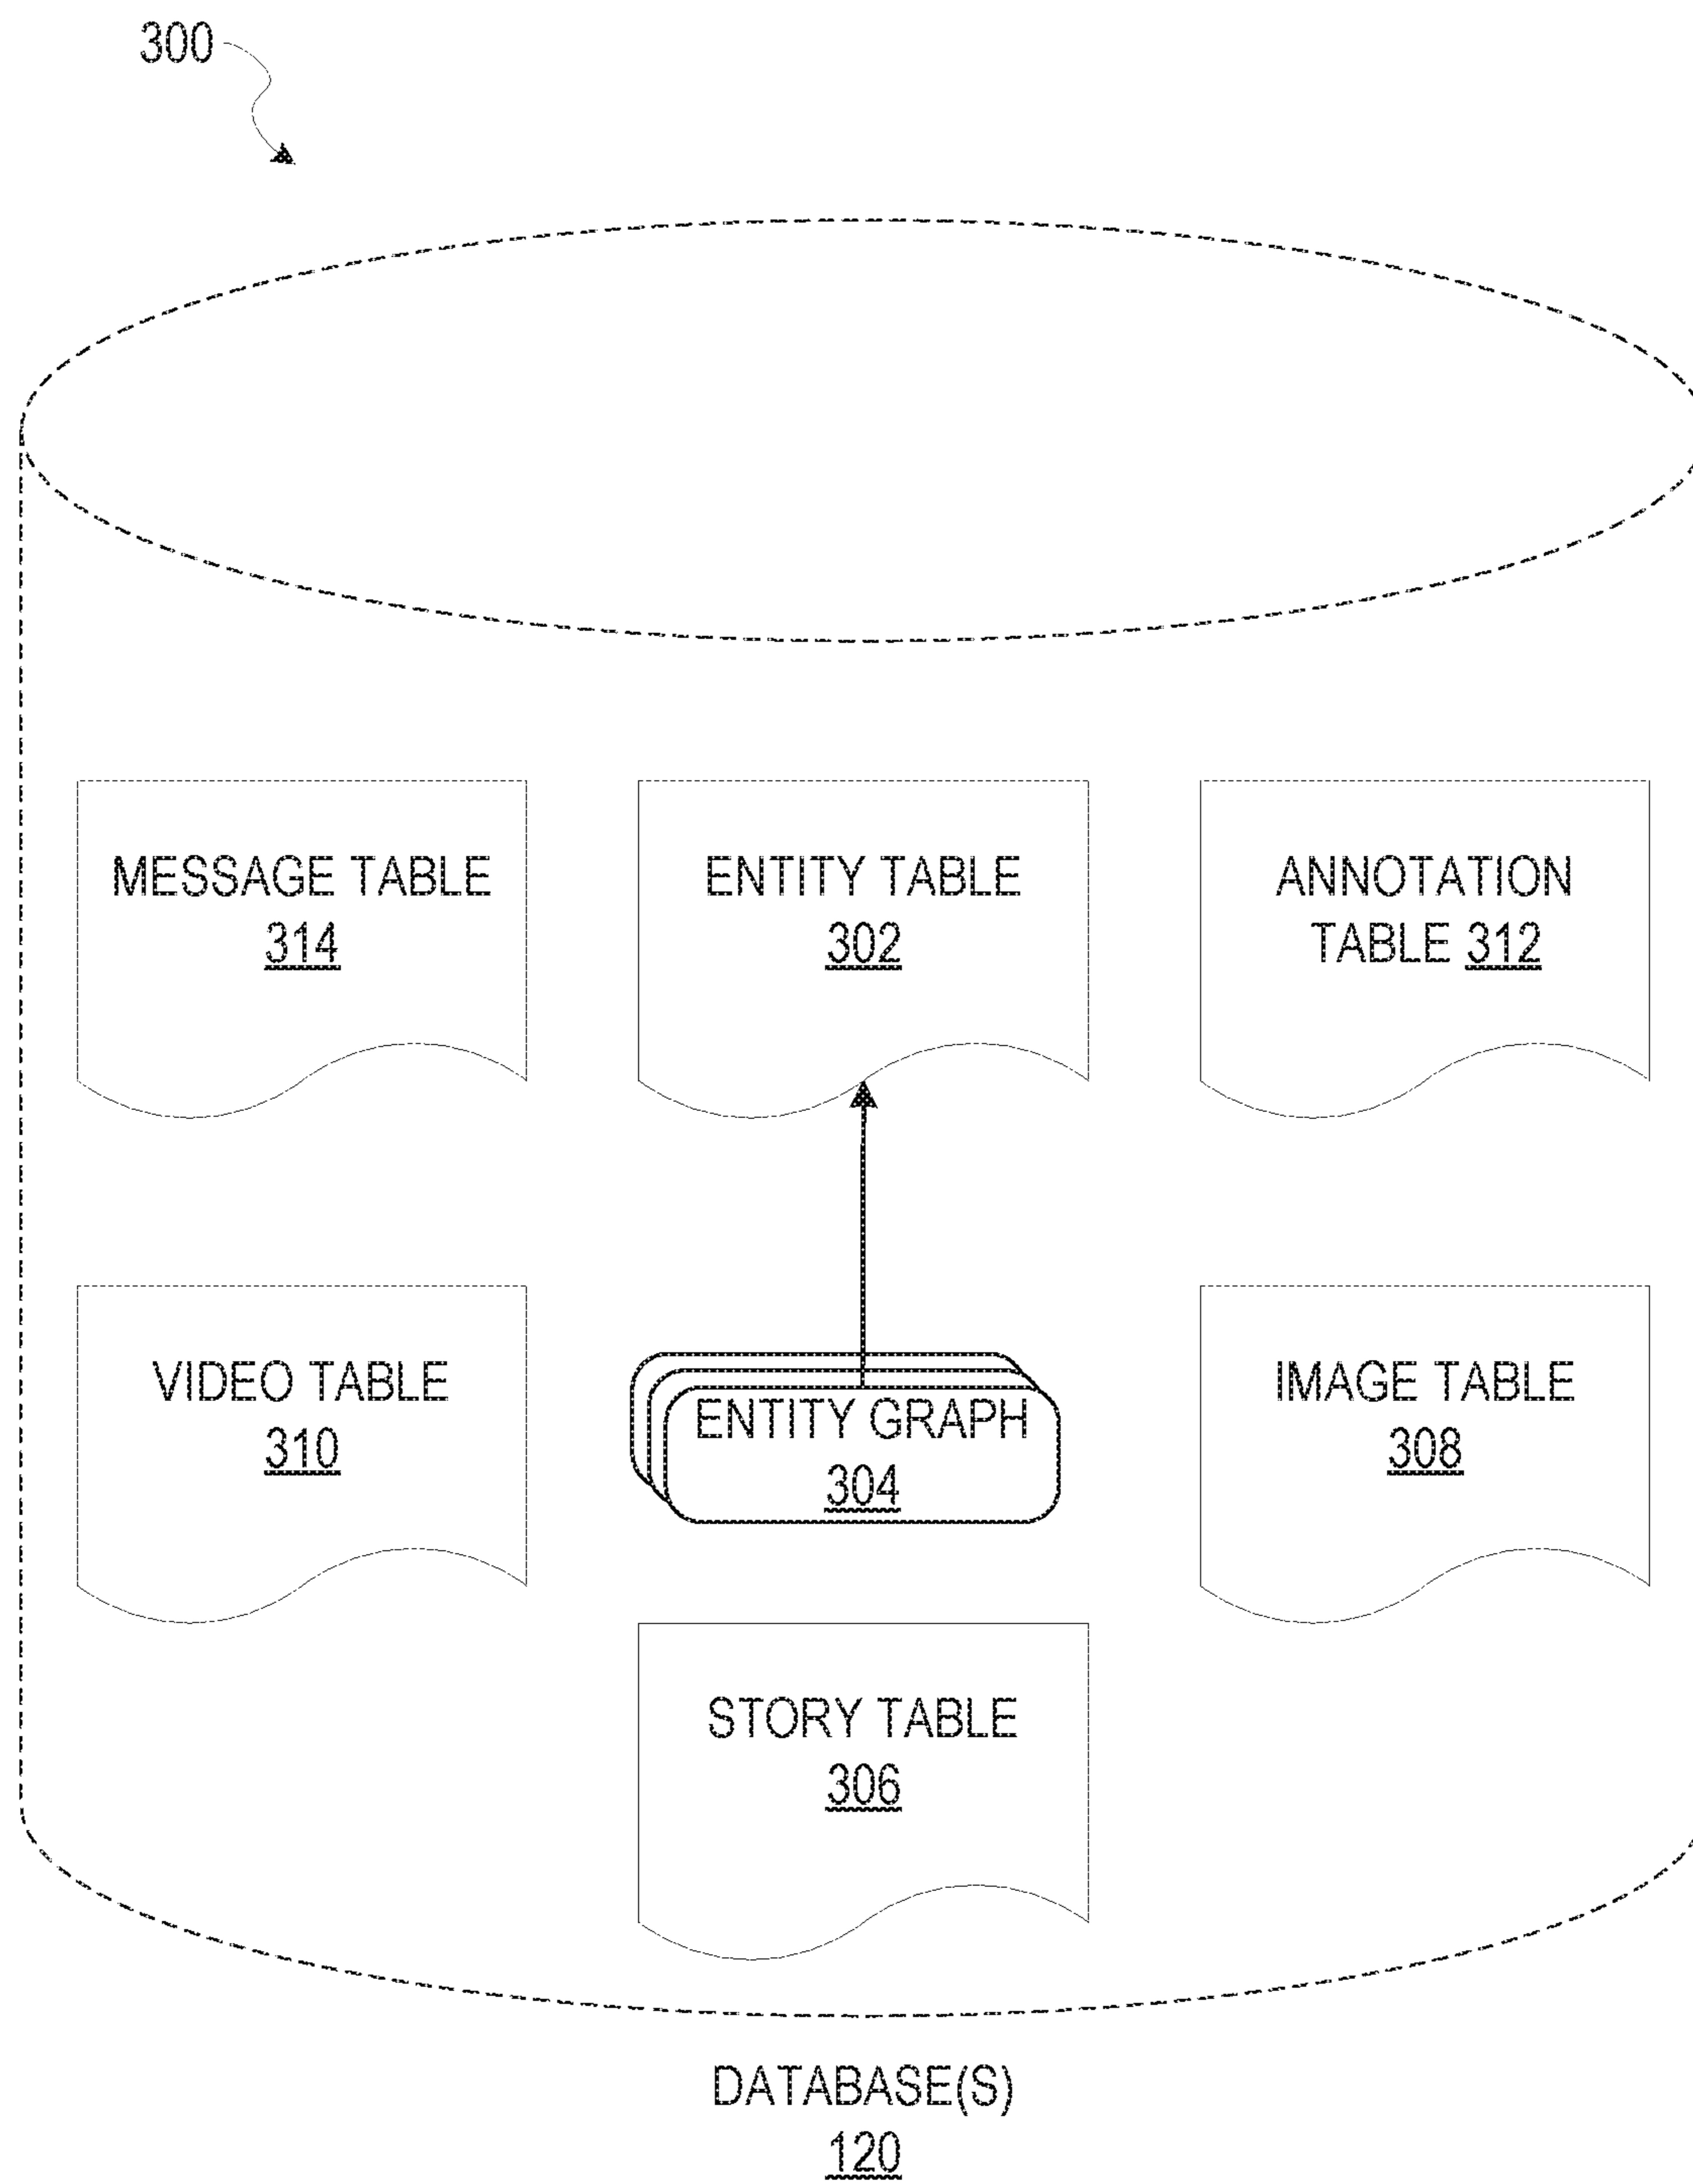 300
MESSAGE TABLE
314
ENTITY TABLE
302
ANNOTATION
TABLE 312
VIDEO TABLE
310
ENTITY GRAPH
304
IMAGE TABLE
308
STORY TABLE
306
DATABASE(S)
120